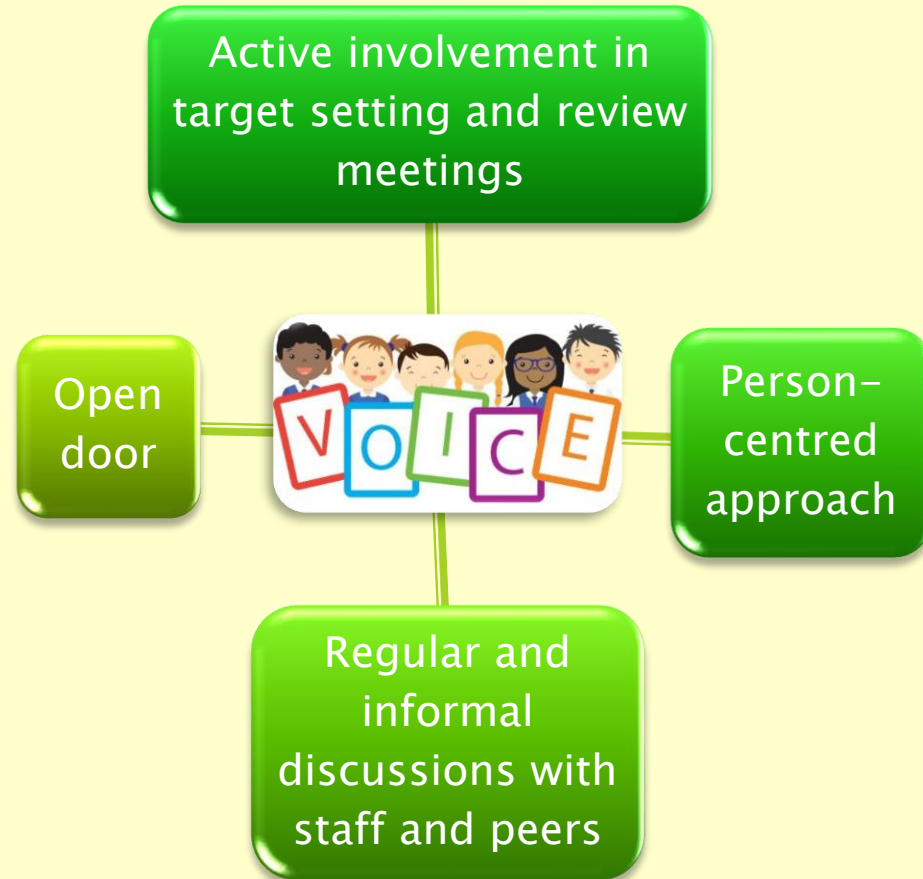 Active involvement in
target setting and review
meetings
Open
door
VOICE
Person-
centred
approach
Regular and
informal
discussions with
staff and peers